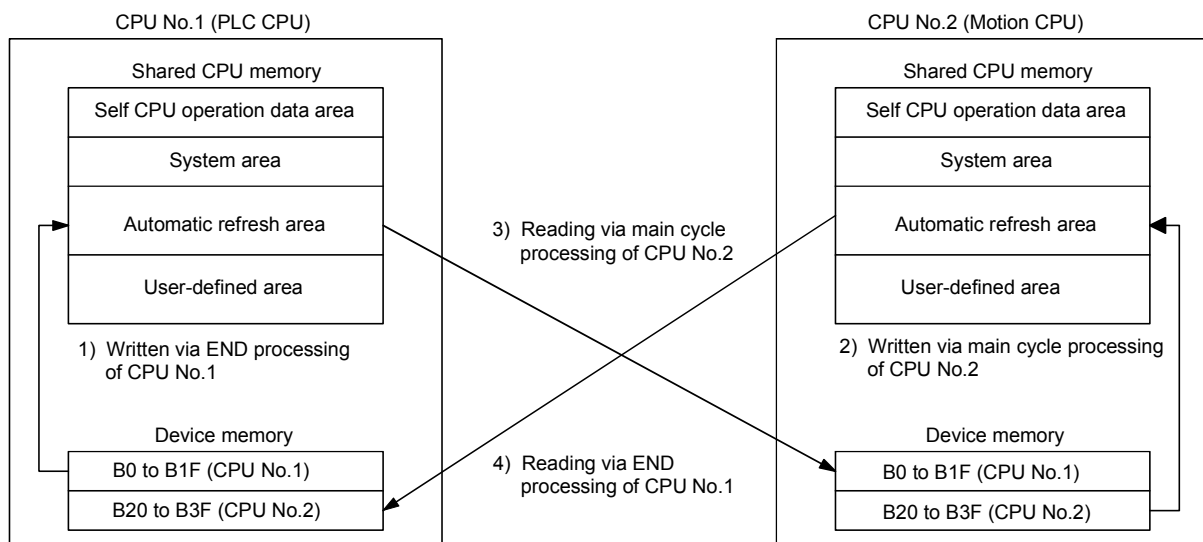 CPU No.1 (PLC CPU)
CPU No.2 (Motion CPU)
Shared CPU memory
Self CPU operation data area
System area
Automatic refresh area
User-defined area
1) Written via END processing
of CPU No.1
Device memory
B0 to B1F (CPU No.1)
B20 to B3F (CPU No.2)
3) Reading via main cycle
processing of CPU No.2
4) Reading via END
processing of CPU No.1
Shared CPU memory
Self CPU operation data area
System area
Automatic refresh area
User-defined area
2) Written via main cycle processing
of CPU No.2
Device memory
B0 to B1F (CPU No.1)
B20 to B3F (CPU No.2)